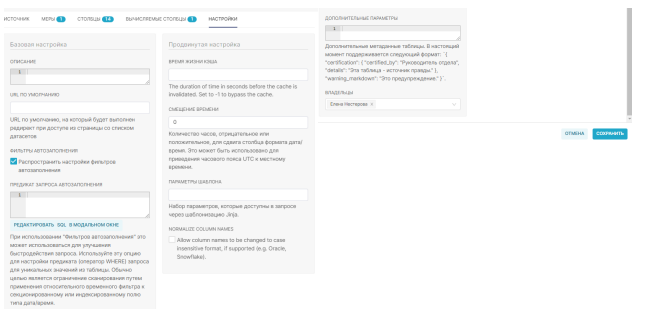 ИСТОЧНИК МЕРЫ 1 СТОЛБЦЫ 14 ВЫЧИСЛЯЕМЫЕ СТОЛБЦЫ 1 НАСТРОЙКИ
Базовая настройка
ОПИСАНИЕ
1
URL ПО УМОЛЧАНИЮ
URL по умолчанию, на который будет выполнен
редирект при доступе из страницы со списком
датасетов
ФИЛЬТРЫ АВТОЗАПОЛНЕНИЯ
Распространить настройки фильтров
автозаполнения
ПРЕДИКАТ ЗАПРОСА АВТОЗАПОЛНЕНИЯ
1
РЕДАКТИРОВАТЬ SQL В МОДАЛЬНОМ ОКНЕ
При использовании "Фильтров автозаполнения" это
может использоваться для улучшения
быстродействия запроса. Используйте эту опцию
для настройки предиката (оператор WHERE) запроса
для уникальных значений из таблицы. Обычно
целью является ограничение сканирования путем
применения относительного временного фильтра к
секционированному или индексированному полю
типа дата/время.
Продвинутая настройка
ВРЕМЯ ЖИЗНИ КЭША
The duration of time in seconds before the cache is
invalidated. Set to -1 to bypass the cache.
СМЕЩЕНИЕ ВРЕМЕНИ
0
Количество часов, отрицательное или
положительное, для сдвига столбца формата дата/
время. Это может быть использовано для
приведения часового пояса UTC к местному
времени.
ПАРАМЕТРЫ ШАБЛОНА
Набор параметров, которые доступны в запросе
через шаблонизацию Jinja.
NORMALIZE COLUMN NAMES
Allow column names to be changed to case
insensitive format, if supported (e.g. Oracle,
Snowflake).
ДОПОЛНИТЕЛЬНЫЕ ПАРАМЕТРЫ
1
Дополнительные метаданные таблицы. В настоящий
момент поддерживается следующий формат: `{
"certification": { "certified_by": "Руководитель отдела",
"details": "Эта таблица - источник правды." },
"warning_markdown": "Это предупреждение." }`.
ВЛАДЕЛЬЦЫ
Елена Нестерова ×
ОТМЕНА СОХРАНИТЬ